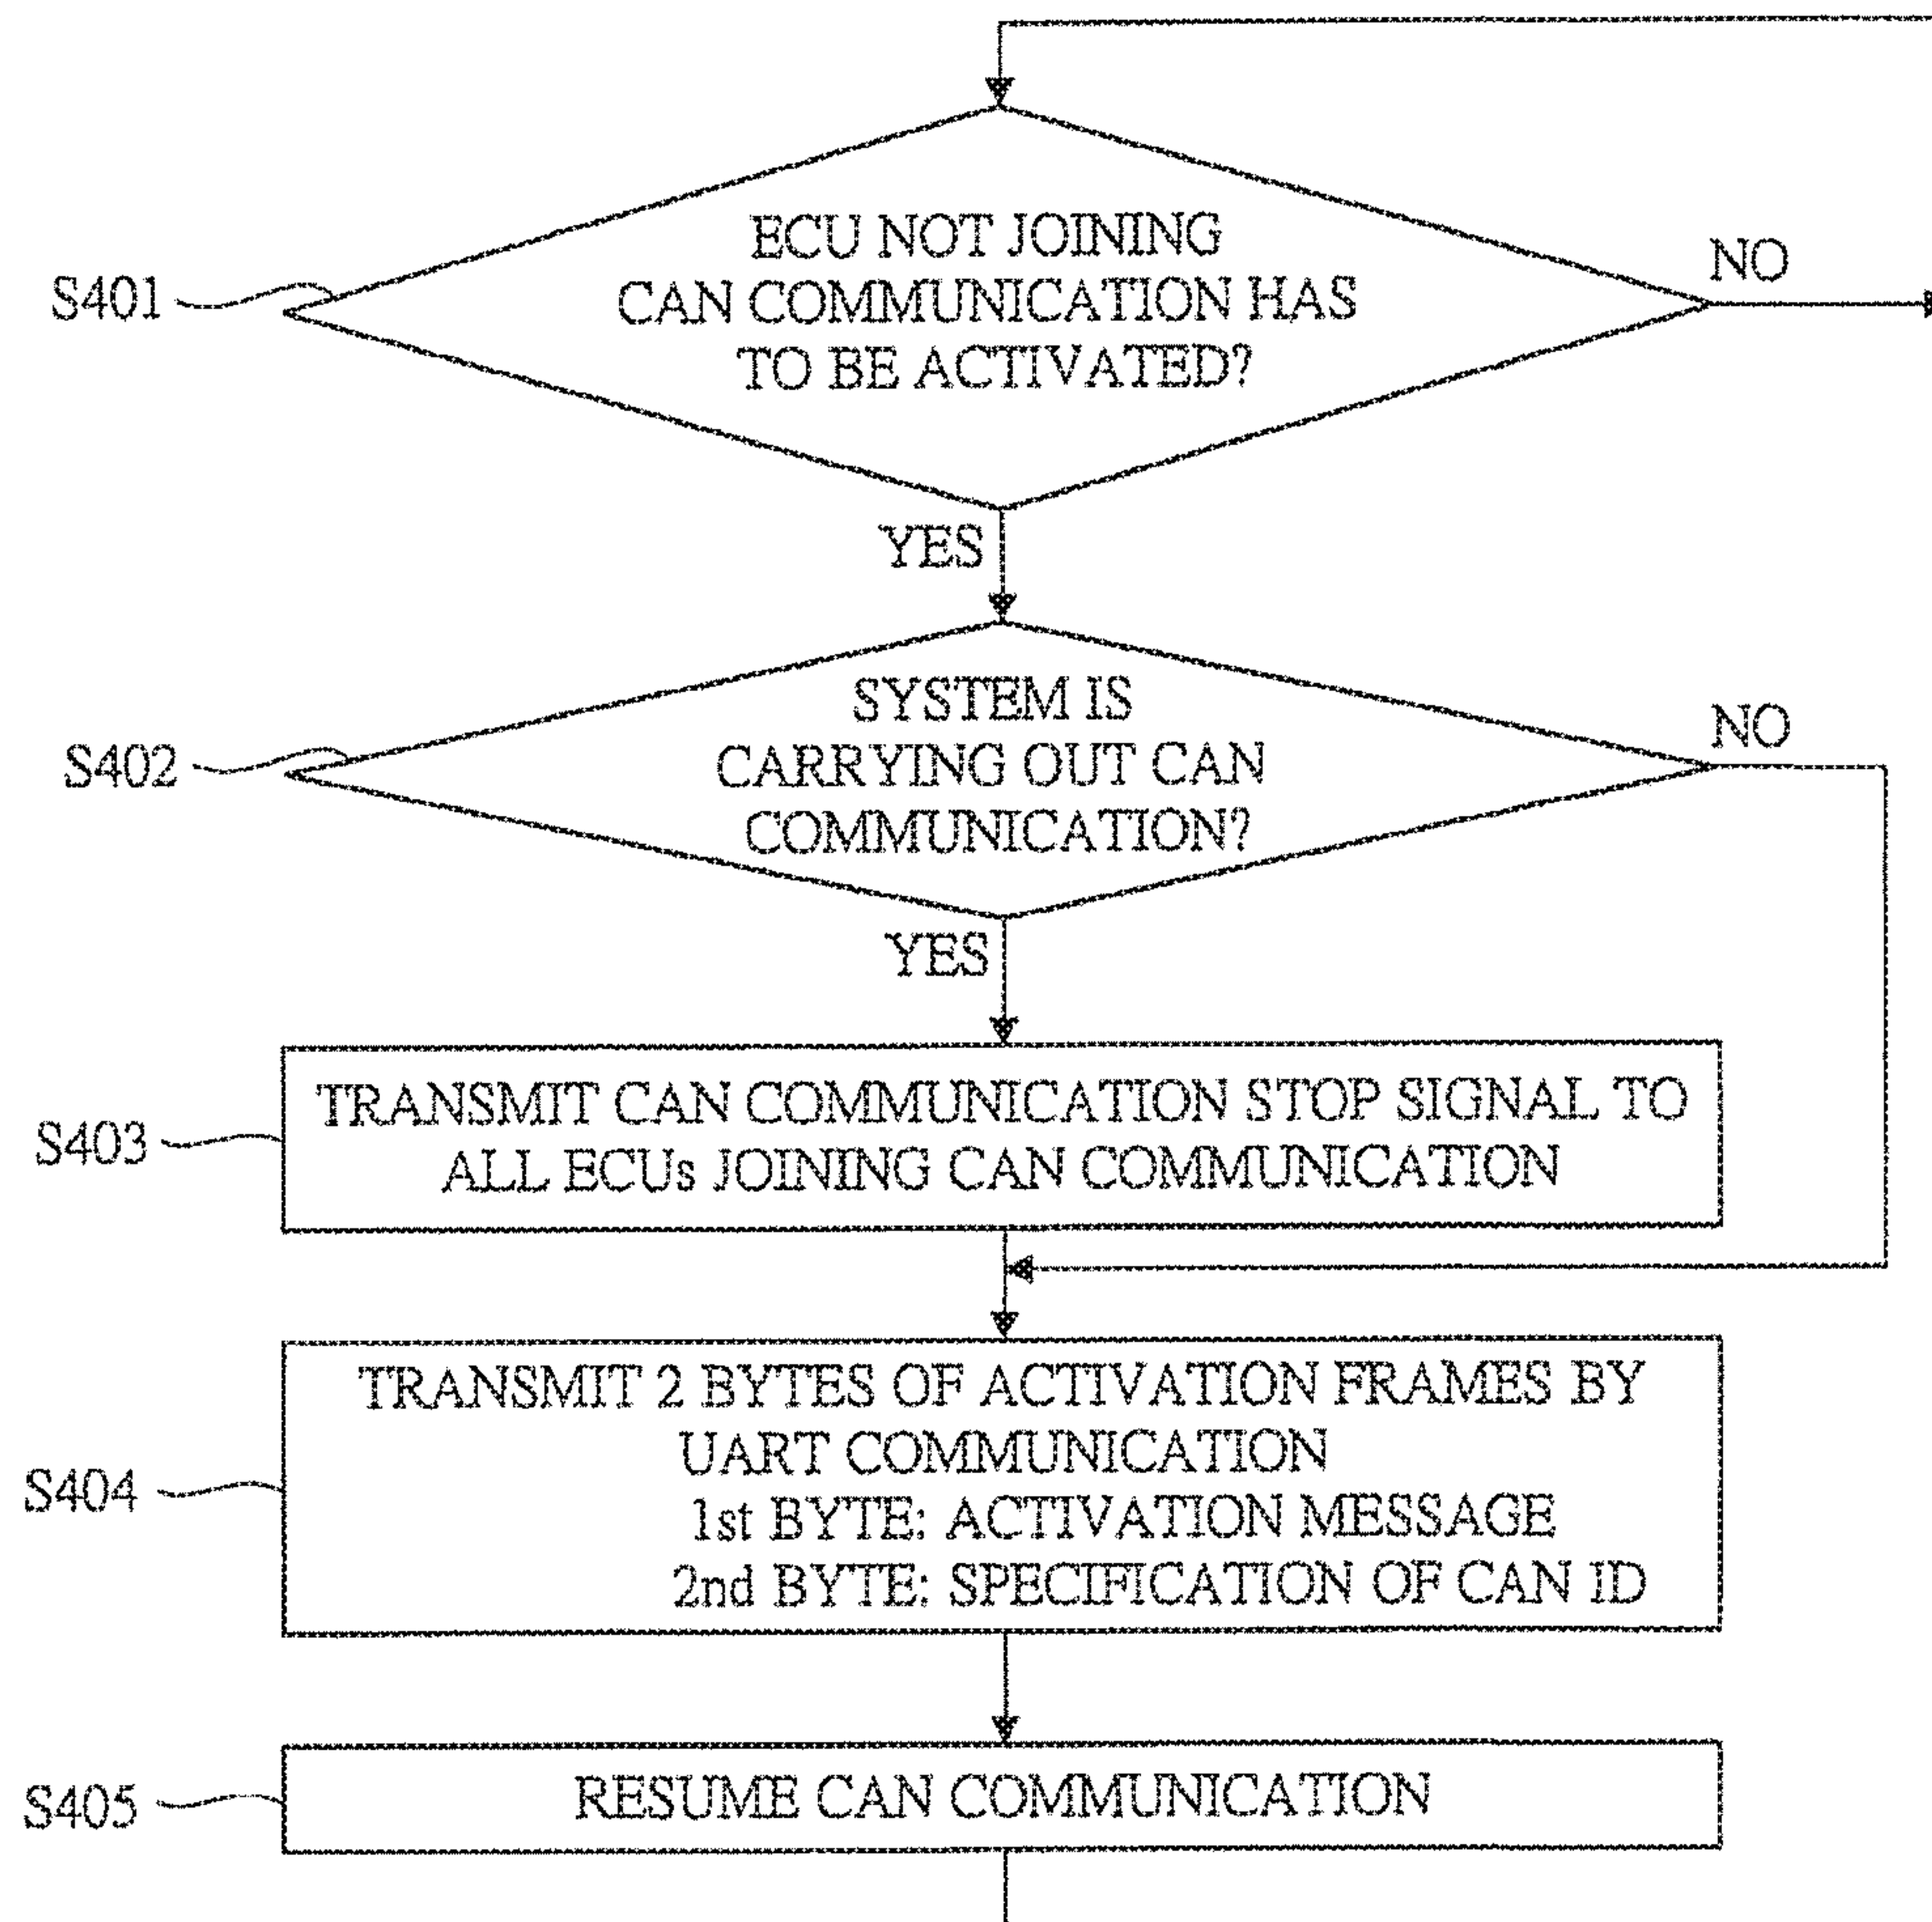 S401
ECU NOT JOINING
CAN COMMUNICATION HAS
TO BE ACTIVATED?
NO
YES
S402
SYSTEM IS
CARRYING OUT CAN
COMMUNICATION?
NO
YES
S403
TRANSMIT CAN COMMUNICATION STOP SIGNAL TO
ALL ECUs JOINING CAN COMMUNICATION
S404
TRANSMIT 2 BYTES OF ACTIVATION FRAMES BY
UART COMMUNICATION
1st BYTE: ACTIVATION MESSAGE
2nd BYTE: SPECIFICATION OF CAN ID
S405
RESUME CAN COMMUNICATION